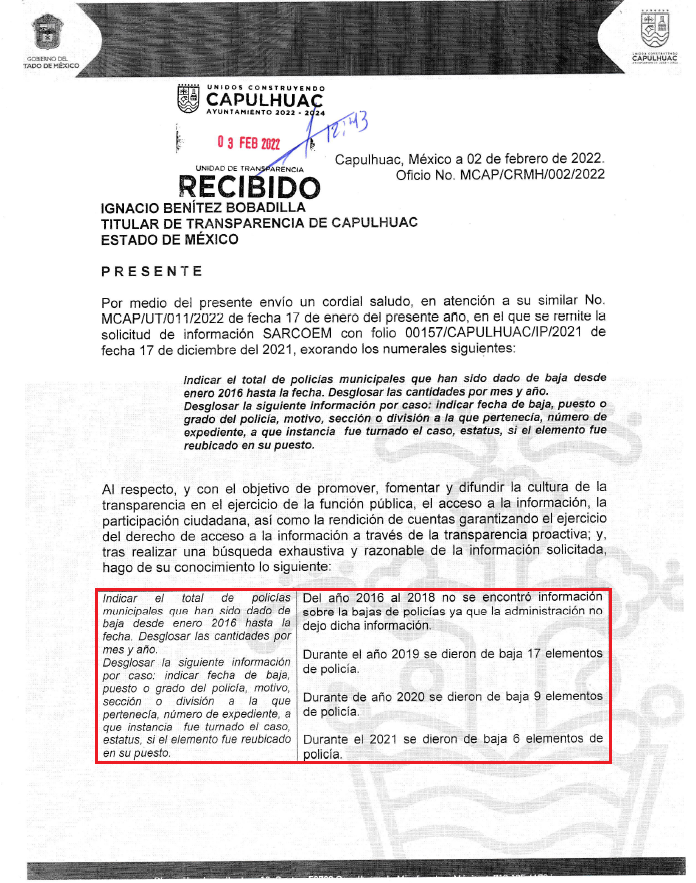 GOBIERNO DEL
TADO DE MÉXICO
UNIDOS CONSTRUYENDO
CAPULHUAC
UNIDOS CONSTRUYENDO
CAPULHUAC
AYUNTAMIENTO 2022 - 2024
12:43
0 3 FEB 2022
UNIDAD DE TRANSPARENCIA
RECIBIDO
Capulhuac, México a 02 de febrero de 2022.
Oficio No. MCAP/CRMH/002/2022
IGNACIO BENÍTEZ BOBADILLA
TITULAR DE TRANSPARENCIA DE CAPULHUAC
ESTADO DE MÉXICO
P R E S E N T E
Por medio del presente envío un cordial saludo, en atención a su similar No.
MCAP/UT/011/2022 de fecha 17 de enero del presente año, en el que se remite la
solicitud de información SARCOEM con folio 00157/CAPULHUAC/IP/2021 de
fecha 17 de diciembre del 2021, exorando los numerales siguientes:
Indicar el total de policías municipales que han sido dado de baja desde
enero 2016 hasta la fecha. Desglosar las cantidades por mes y año.
Desglosar la siguiente información por caso: indicar fecha de baja, puesto o
grado del policía, motivo, sección o división a la que pertenecía, número de
expediente, a que instancia fue turnado el caso, estatus, si el elemento fue
reubicado en su puesto.
Al respecto, y con el objetivo de promover, fomentar y difundir la cultura de la
transparencia en el ejercicio de la función pública, el acceso a la información, la
participación ciudadana, así como la rendición de cuentas garantizando el ejercicio
del derecho de acceso a la información a través de la transparencia proactiva; y,
tras realizar una búsqueda exhaustiva y razonable de la información solicitada,
hago de su conocimiento lo siguiente:
Indicar el total de policías
municipales que han sido dado de
baja desde enero 2016 hasta la
fecha. Desglosar las cantidades por
mes y año.
Desglosar la siguiente información
por caso: indicar fecha de baja,
puesto o grado del policía, motivo,
sección o división a la que
pertenecía, número de expediente, a
que instancia fue turnado el caso,
estatus, si el elemento fue reubicado
en su puesto.
Del año 2016 al 2018 no se encontró información
sobre la bajas de policías ya que la administración no
dejo dicha información.
Durante el año 2019 se dieron de baja 17 elementos
de policía.
Durante de año 2020 se dieron de baja 9 elementos
de policía.
Durante el 2021 se dieron de baja 6 elementos de
policía.